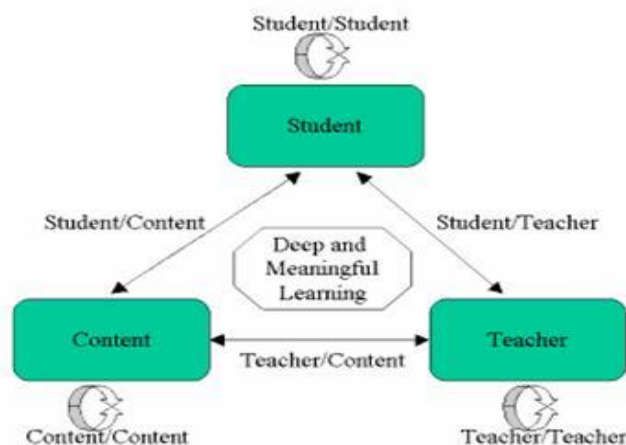 Student/Student
Student
Student/Content
Student/Teacher
Deep and
Meaningful
Learning
Content
Teacher
Teacher/Content
Content/Content
Teacher/Teacher